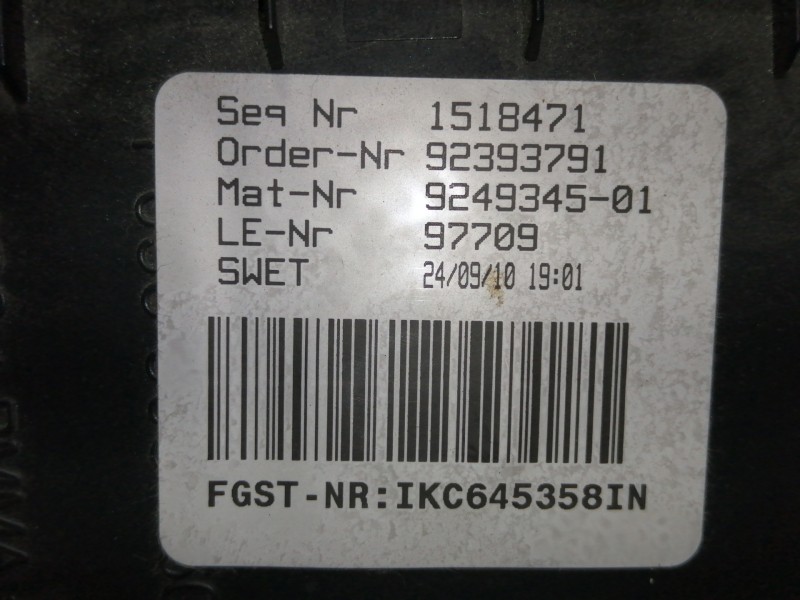 Seq Nr 1518471
Order-Nr 92393791
Mat-Nr 9249345-01
LE-Nr 97709
SWET 24/09/10 19:01
FGST-NR:IKC645358IN